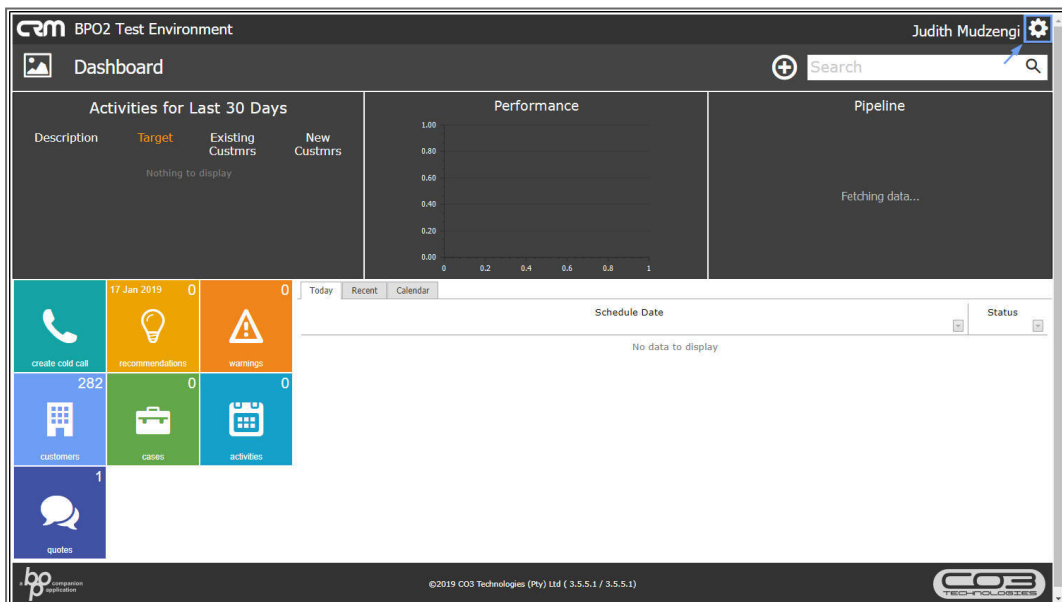 CRM BPO2 Test Environment
Judith Mudzengi
Dashboard
Search
Activities for Last 30 Days
Description Target Existing Custmrs New Custmrs
Nothing to display
Performance
1.00
0.80
0.60
0.40
0.20
0.00
0 0.2 0.4 0.6 0.8 1
Pipeline
Fetching data...
create cold call
17 Jan 2019 0
recommendations
0
warnings
282
customers
0
cases
0
activities
1
quotes
Today Recent Calendar
Schedule Date Status
No data to display
a bp companion application
©2019 CO3 Technologies (Pty) Ltd ( 3.5.5.1 / 3.5.5.1)
CO3
TECHNOLOGIES